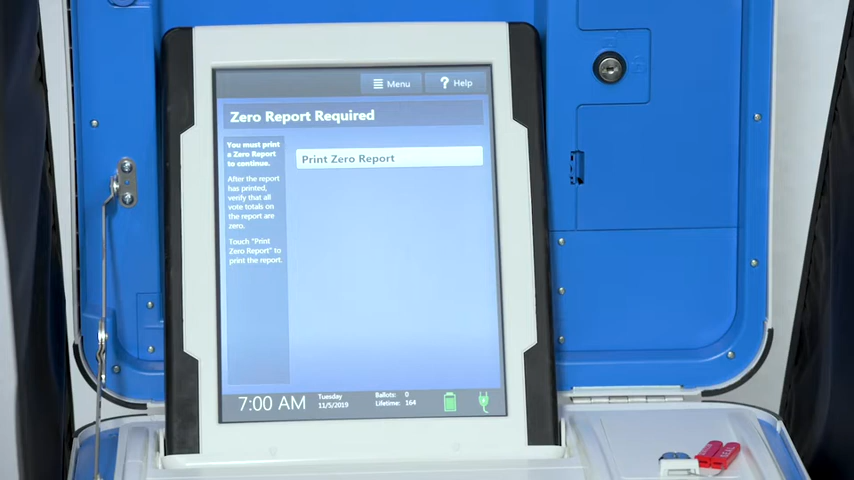 Menu
Help
Zero Report Required
You must print
a Zero Report
to continue.
After the report
has printed,
verify that all
vote totals on
the report are
zero.
Touch "Print
Zero Report" to
print the report.
Print Zero Report
7:00 AM
Tuesday
11/5/2019
Ballots: 0
Lifetime: 164